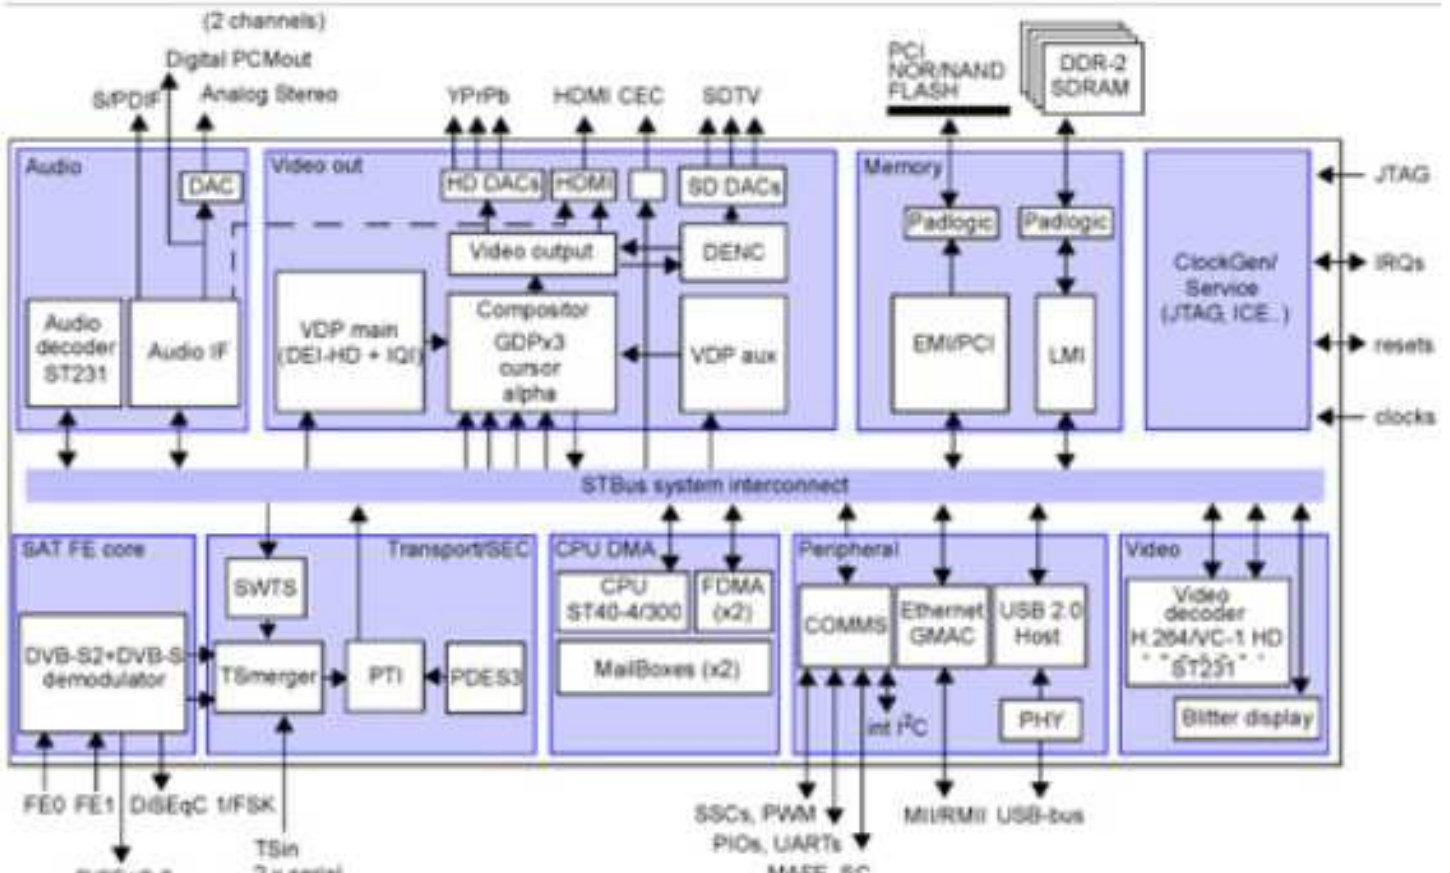 (2 channels)
Digital PCMout
S/PDIF
Analog Stereo
YPrPb
HDMI
CEC
SDTV
PCI
NOR/NAND
FLASH
DDR-2
SDRAM
Audio
DAC
Audio
decoder
ST231
Audio IF
Video out
HD DACs
HDMI
SD DACs
Video output
DENC
VDP main
(DEI-HD + IQI)
Compositor
GDPx3
cursor
alpha
VDP aux
Memory
Padlogic
Padlogic
EMI/PCI
LMI
ClockGen/
Service
(JTAG, ICE..)
JTAG
IRQs
resets
clocks
STBus system interconnect
SAT FE core
DVB-S2+DVB-S
demodulator
Transport/SEC
SWTS
TSmerger
PTI
PDES3
CPU DMA
CPU
ST40-4/300
FDMA
(x2)
MailBoxes (x2)
Peripheral
COMMS
Ethernet
GMAC
USB 2.0
Host
int I²C
PHY
Video
Video
decoder
H.264/VC-1 HD
ST231
Blitter display
FE0
FE1
DiSEqC 1/FSK
TSin
SSCs, PWM
PIOs, UARTs
MII/RMII
USB-bus